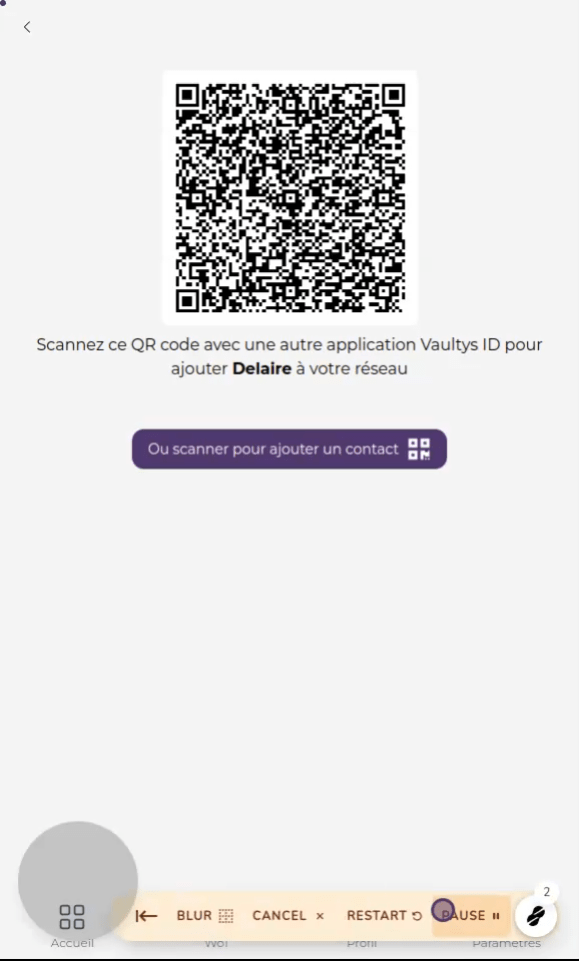 Scannez ce QR code avec une autre application Vaultys ID pour
ajouter Delaire à votre réseau
Ou scanner pour ajouter un contact
2
BLUR
CANCEL ×
RESTART
PAUSE
Accueil
Profil
Paramètres